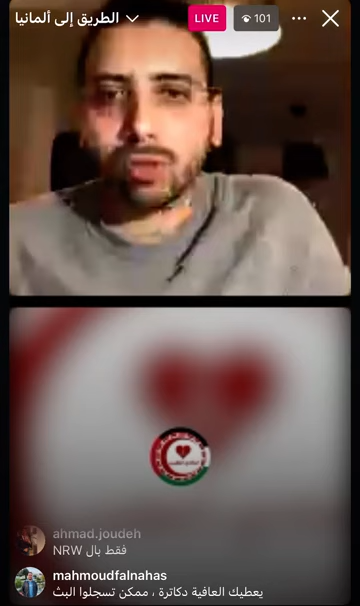 الطريق إلى ألمانيا
LIVE
101
ahmad.joudeh
فقط بال NRW
mahmoudfalnahas
يعطيك العافية دكاترة ، ممكن تسجلوا البث